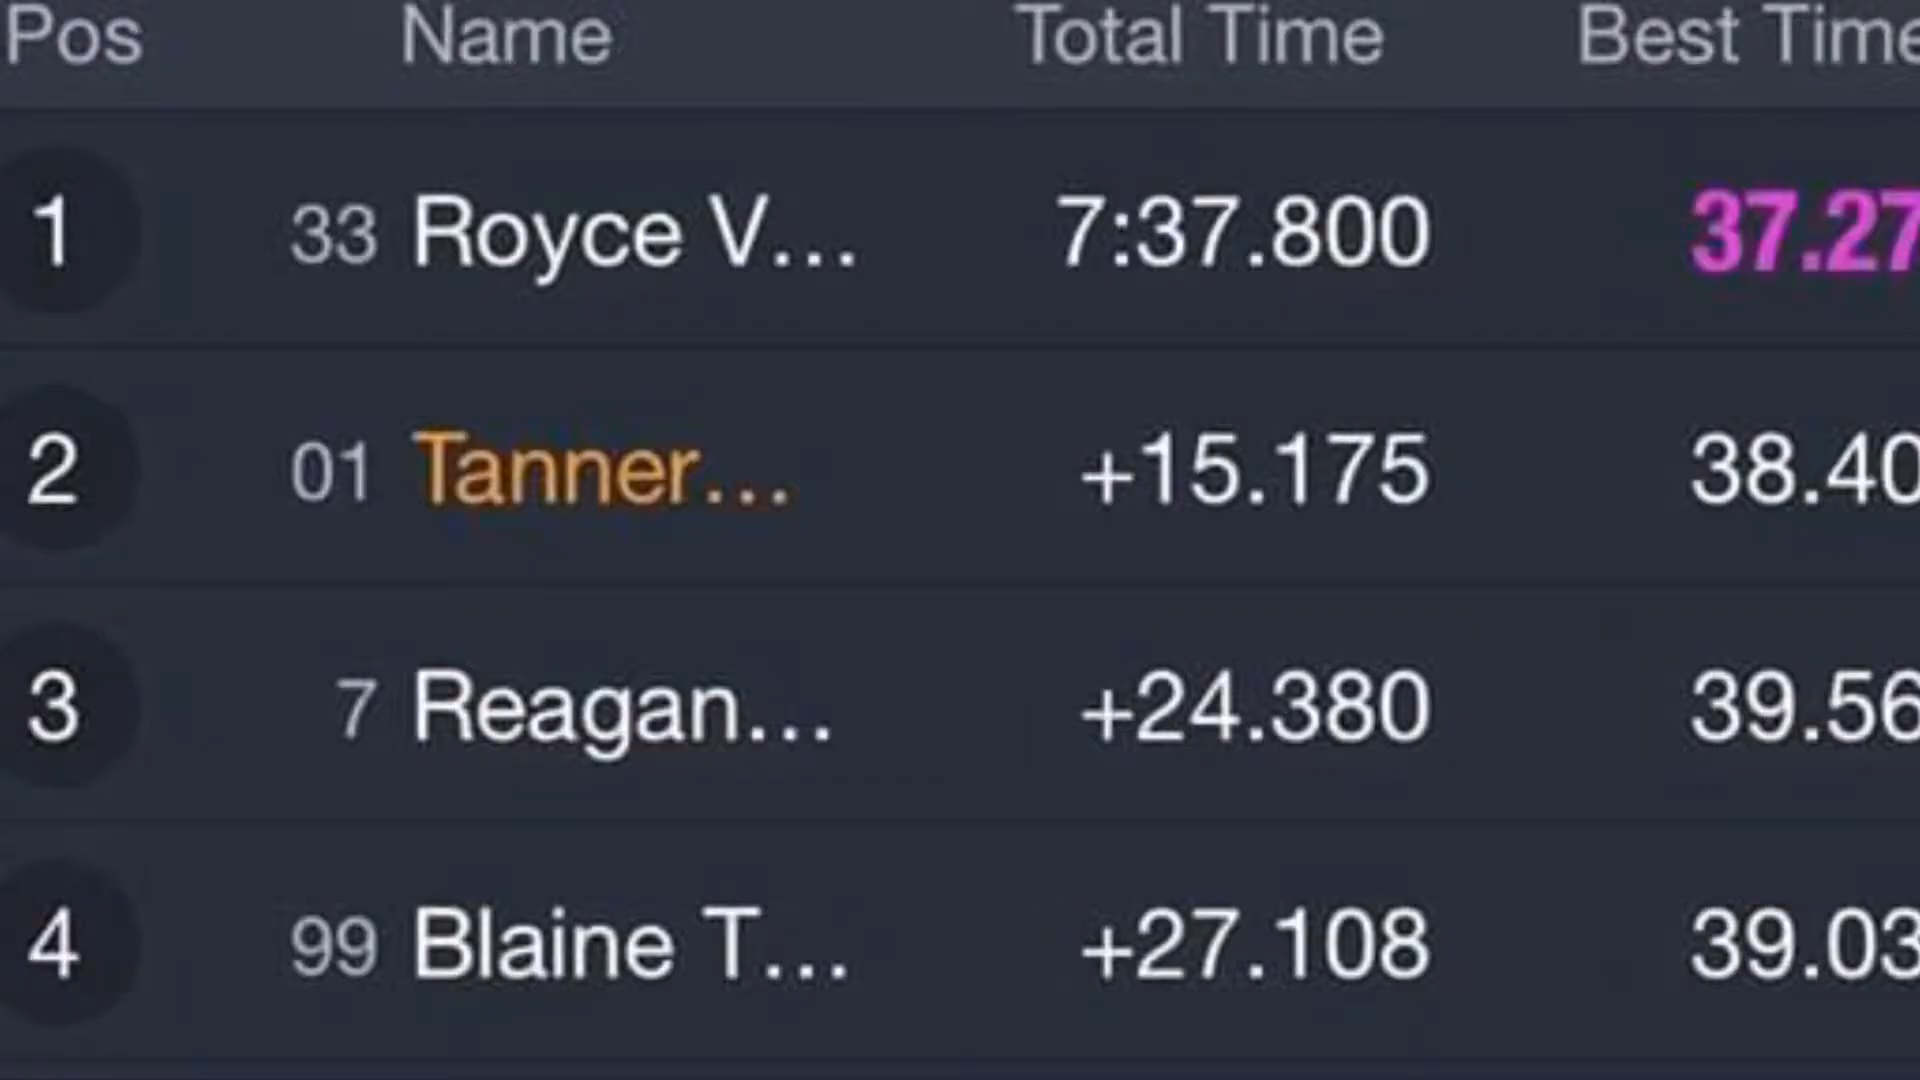 Pos Name Total Time Best Time
1 33 Royce V... 7:37.800 37.27
2 01 Tanner... +15.175 38.40
3 7 Reagan... +24.380 39.56
4 99 Blaine T... +27.108 39.03